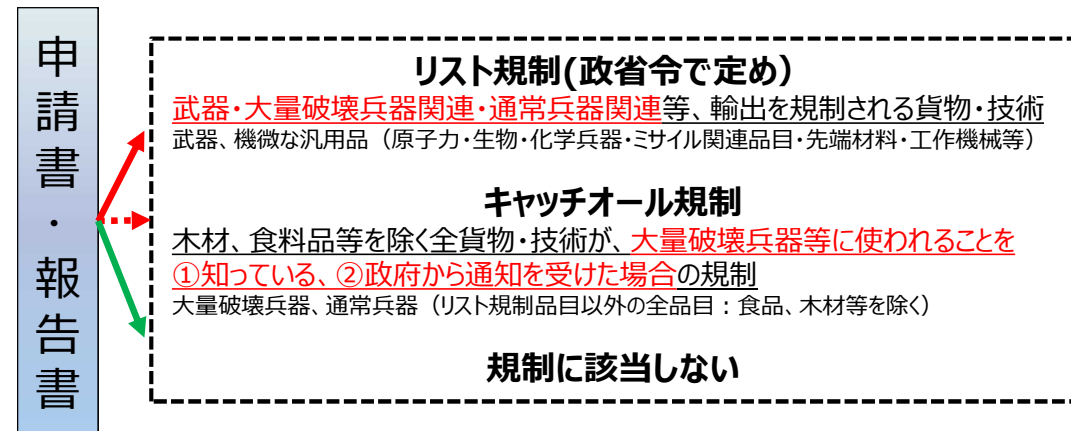 申請書・報告書
リスト規制(政省令で定め）
武器・大量破壊兵器関連・通常兵器関連等、輸出を規制される貨物・技術
武器、機微な汎用品（原子力・生物・化学兵器・ミサイル関連品目・先端材料・工作機械等）
キャッチオール規制
木材、食料品等を除く全貨物・技術が、大量破壊兵器等に使われることを
①知っている、②政府から通知を受けた場合の規制
大量破壊兵器、通常兵器（リスト規制品目以外の全品目：食品、木材等を除く）
規制に該当しない